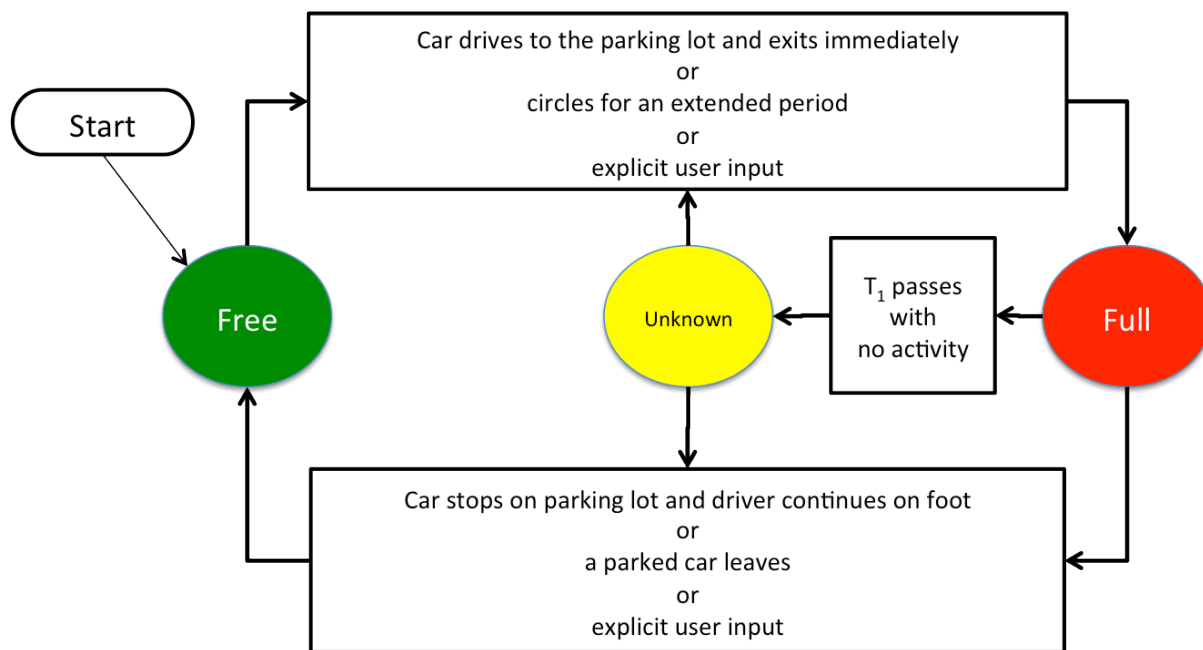 Car drives to the parking lot and exits immediately
or
circles for an extended period
or
explicit user input
Start
Free
Unknown
T₁ passes
with
no activity
Full
Car stops on parking lot and driver continues on foot
or
a parked car leaves
or
explicit user input